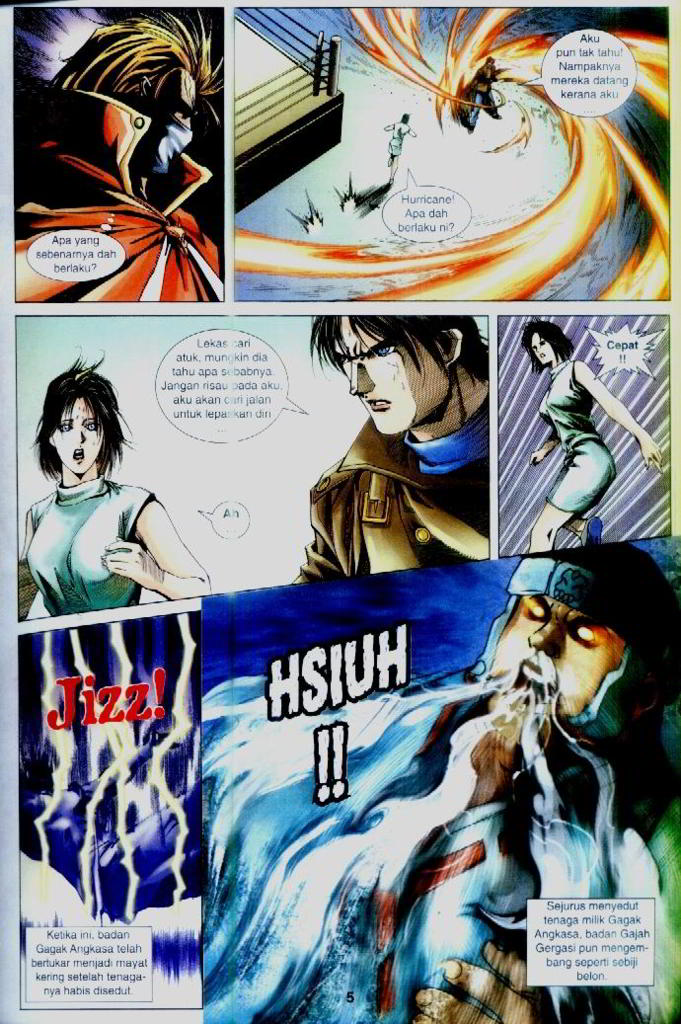 Apa yang
sebenarnya dah
berlaku?
Aku
pun tak tahu!
Nampaknya
mereka datang
kerana aku
....
Hurricane!
Apa dah
berlaku ni?
Lekas cari
atuk, mungkin dia
tahu apa sebabnya.
Jangan risau pada aku,
aku akan cari jalan
untuk lepaskan diri
...
Ah
...
Cepat
!!
Jizz!
HSIUH
!!
Ketika ini, badan
Gagak Angkasa telah
bertukar menjadi mayat
kering setelah tenaga-
nya habis disedut.
Sejurus menyedut
tenaga milik Gagak
Angkasa, badan Gajah
Gergasi pun mengem-
bang seperti sebiji
belon.
5